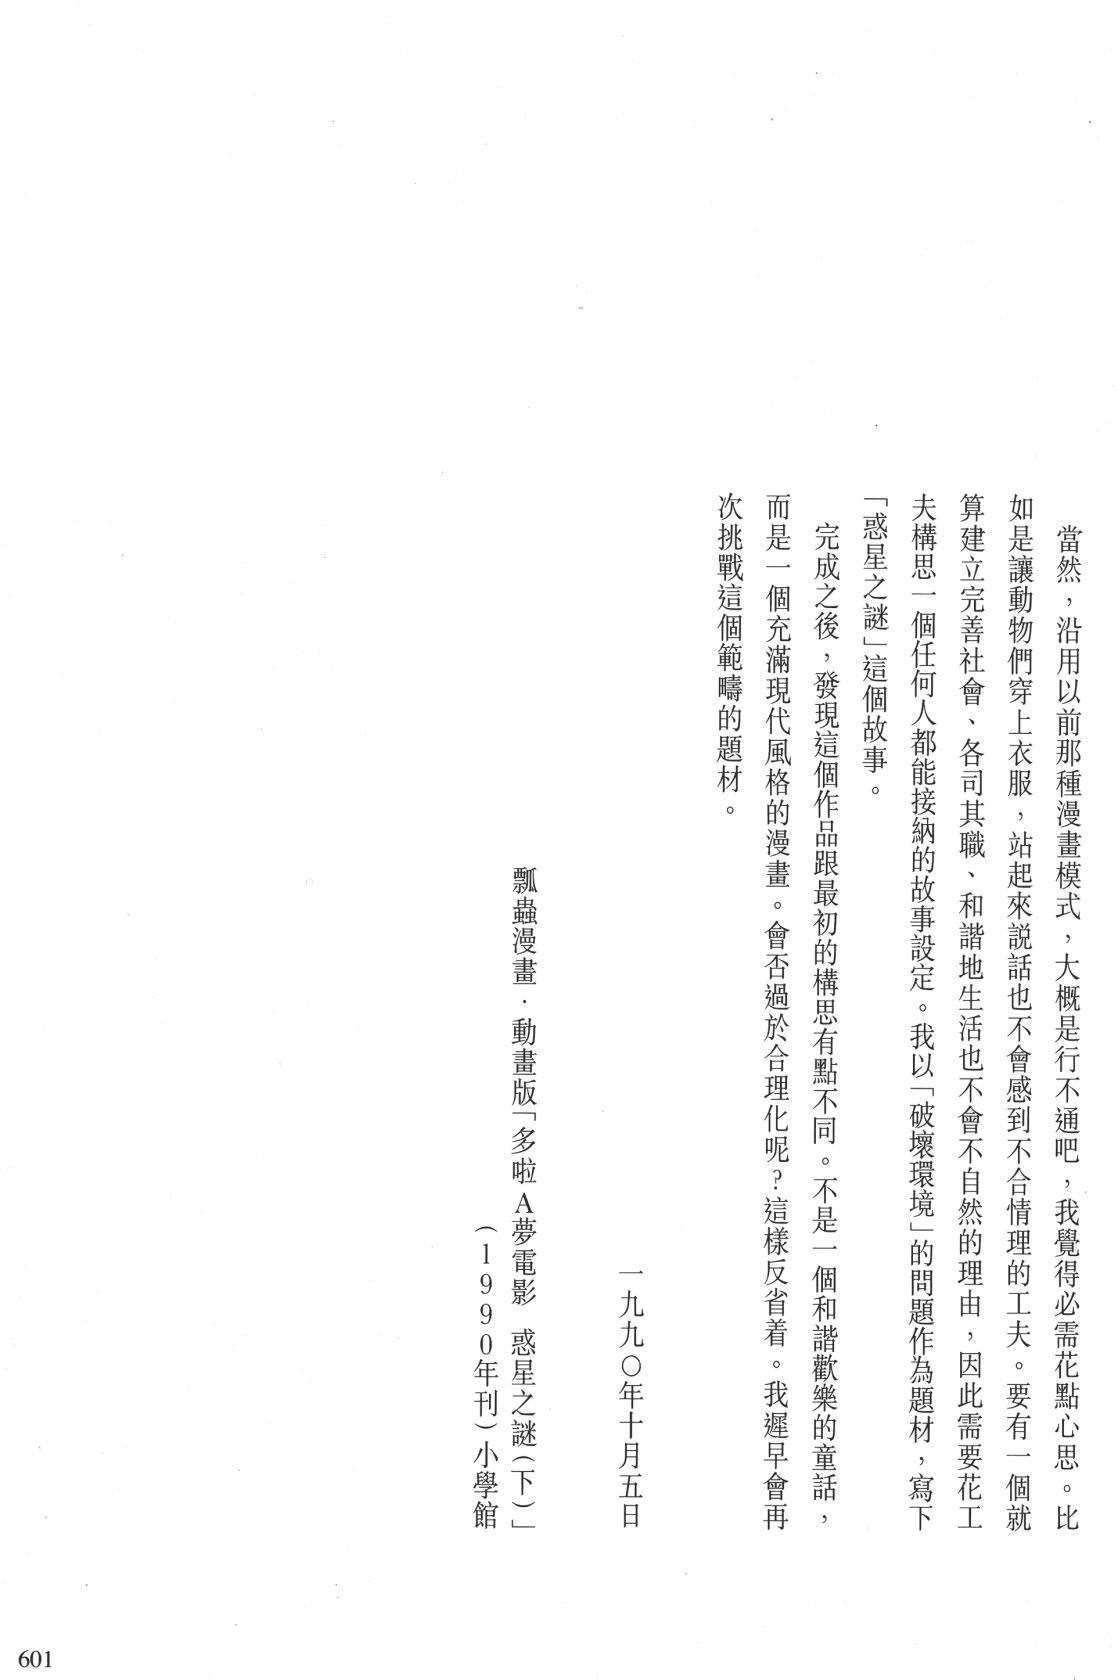 當然，沿用以前那種漫畫模式，大概是行不通吧，我覺得必需花點心思。比
如是讓動物們穿上衣服，站起來説話也不會感到不合情理的工夫。要有一個就
算建立完善社會、各司其職、和諧地生活也不會不自然的理由，因此需要花工
夫構思一個任何人都能接納的故事設定。我以「破壞環境」的問題作為題材，寫下
「惑星之謎」這個故事。
完成之後，發現這個作品跟最初的構思有點不同。不是一個和諧歡樂的童話，
而是一個充滿現代風格的漫畫。會否過於合理化呢？這樣反省着。我遲早會再
次挑戰這個範疇的題材。
一九九〇年十月五日
瓢蟲漫畫．動畫版「多啦A夢電影 惑星之謎（下）」
（1990年刊）小學館
601